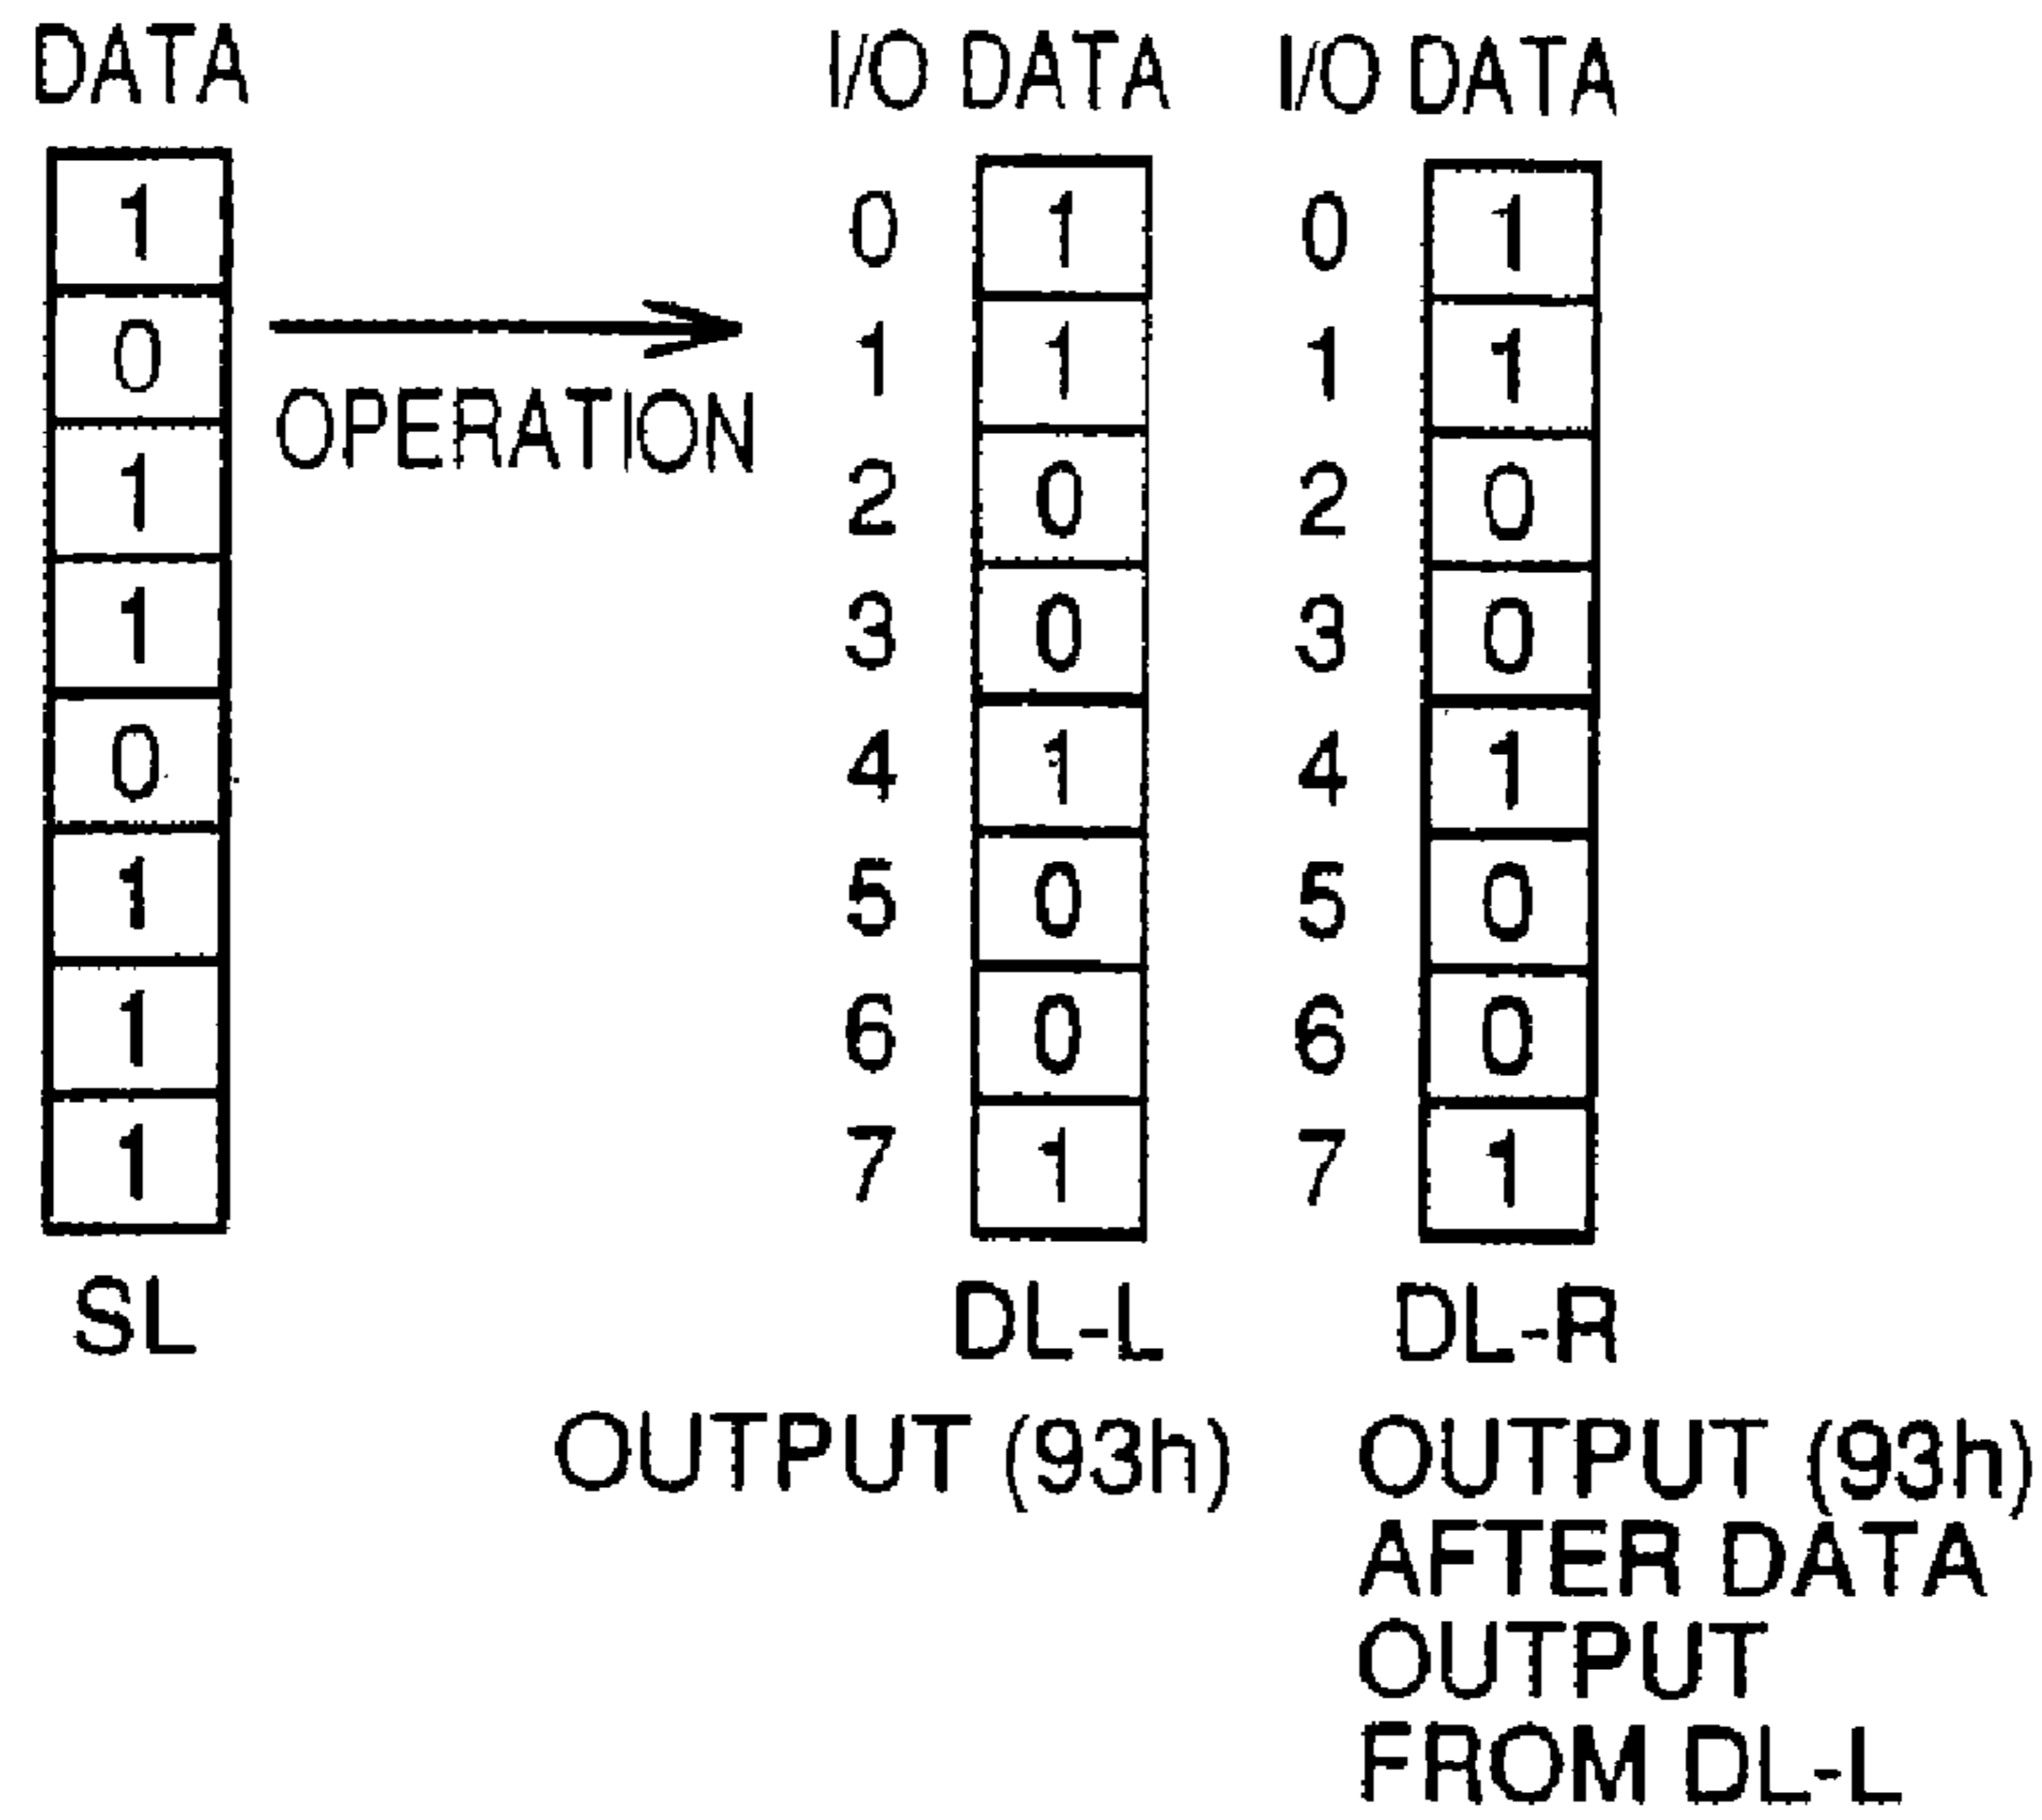 DATA I/O DATA I/O DATA
1 0 1 0 1
0 1 1 1 1
1 2 0 2 0
1 3 0 3 0
0 4 1 4 1
1 5 0 5 0
1 6 0 6 0
1 7 1 7 1
OPERATION
SL DL-L DL-R
OUTPUT (93h) OUTPUT (93h)
AFTER DATA
OUTPUT
FROM DL-L